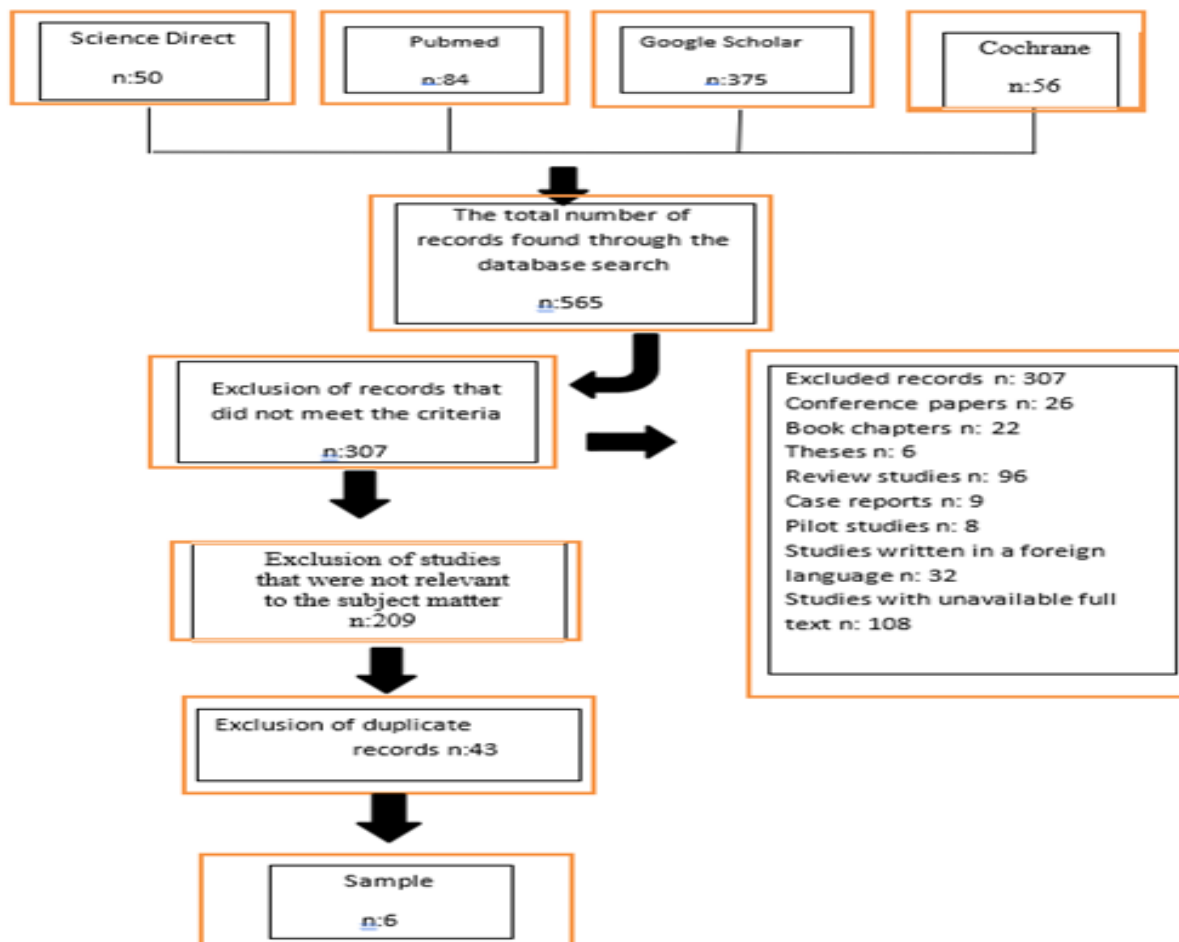 Science Direct
n:50
Pubmed
n:84
Google Scholar
n:375
Cochrane
n:56
The total number of
records found through the
database search
n:565
Exclusion of records that
did not meet the criteria
n:307
Excluded records n: 307
Conference papers n: 26
Book chapters n: 22
Theses n: 6
Review studies n: 96
Case reports n: 9
Pilot studies n: 8
Studies written in a foreign
language n: 32
Studies with unavailable full
text n: 108
Exclusion of studies
that were not relevant
to the subject matter
n:209
Exclusion of duplicate
records n:43
Sample
n:6